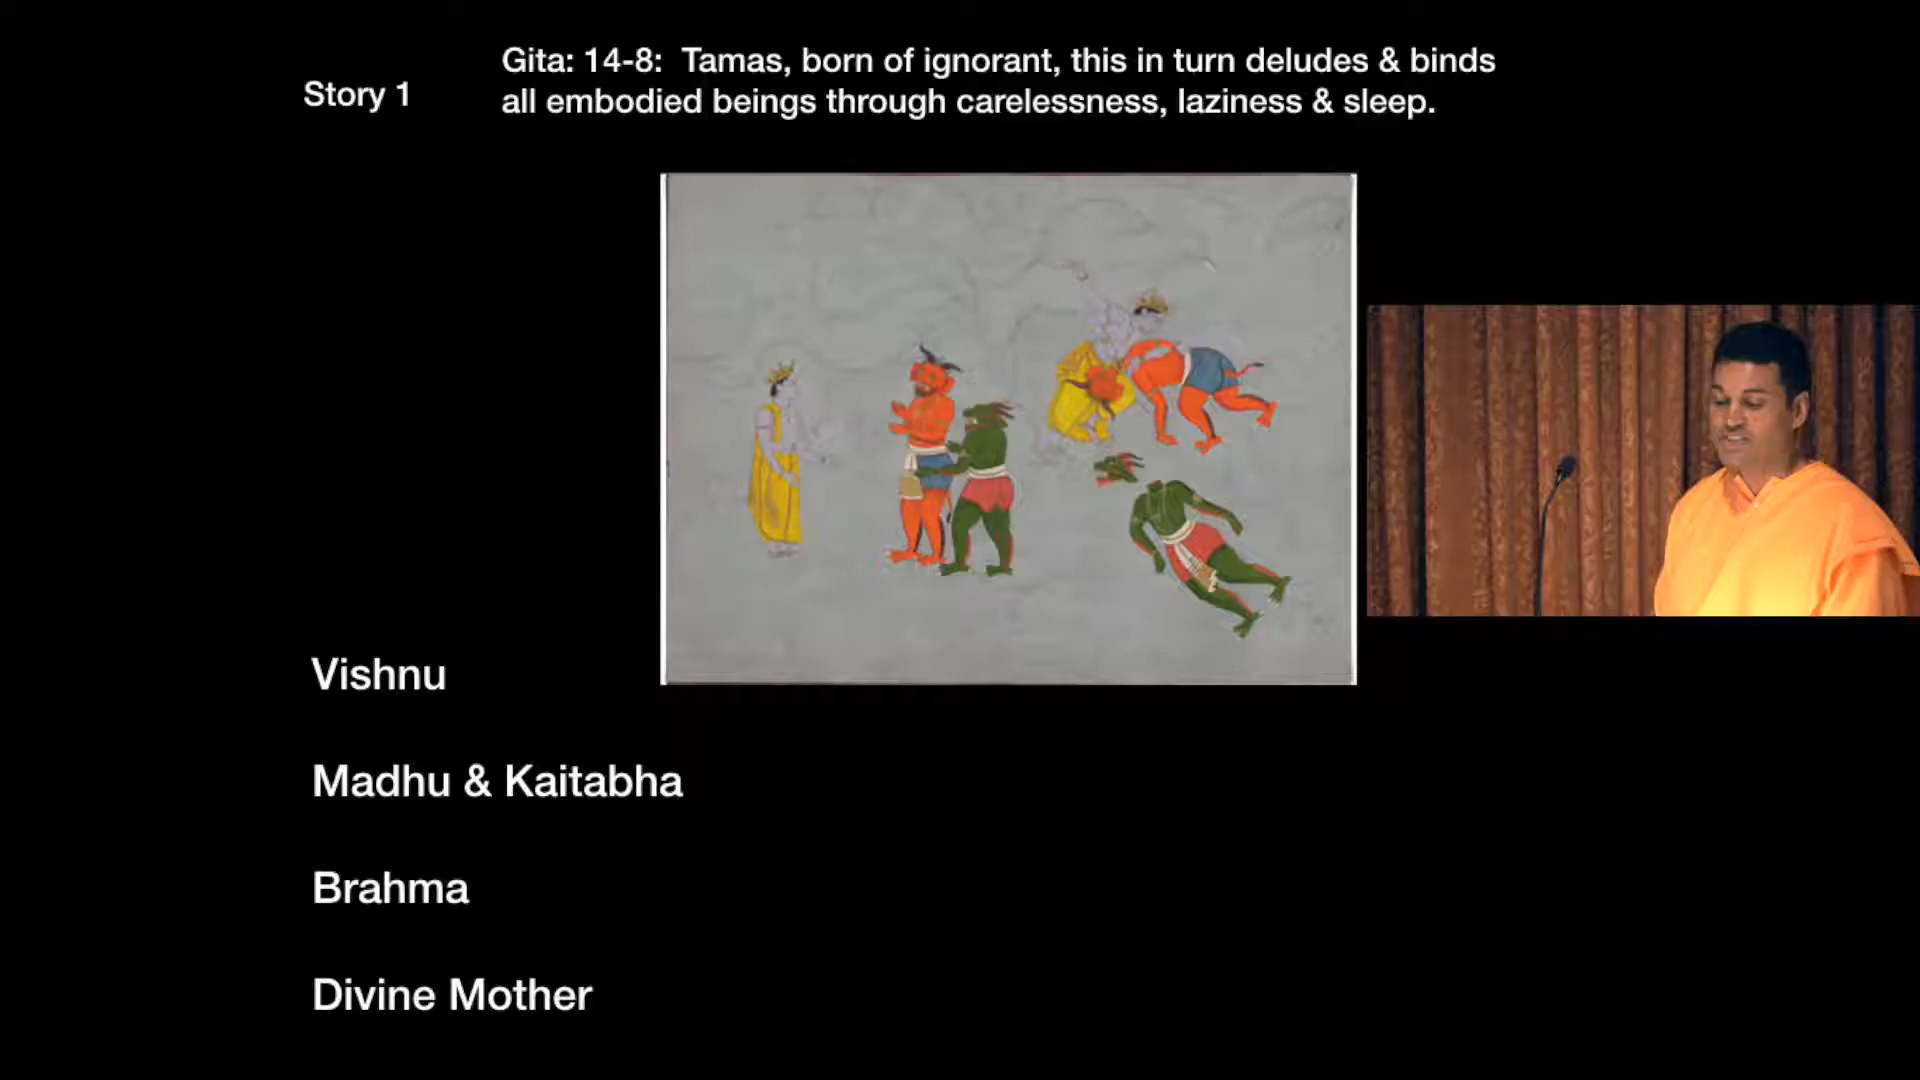 Story 1
Gita: 14-8: Tamas, born of ignorant, this in turn deludes & binds
all embodied beings through carelessness, laziness & sleep.
Vishnu
Madhu & Kaitabha
Brahma
Divine Mother